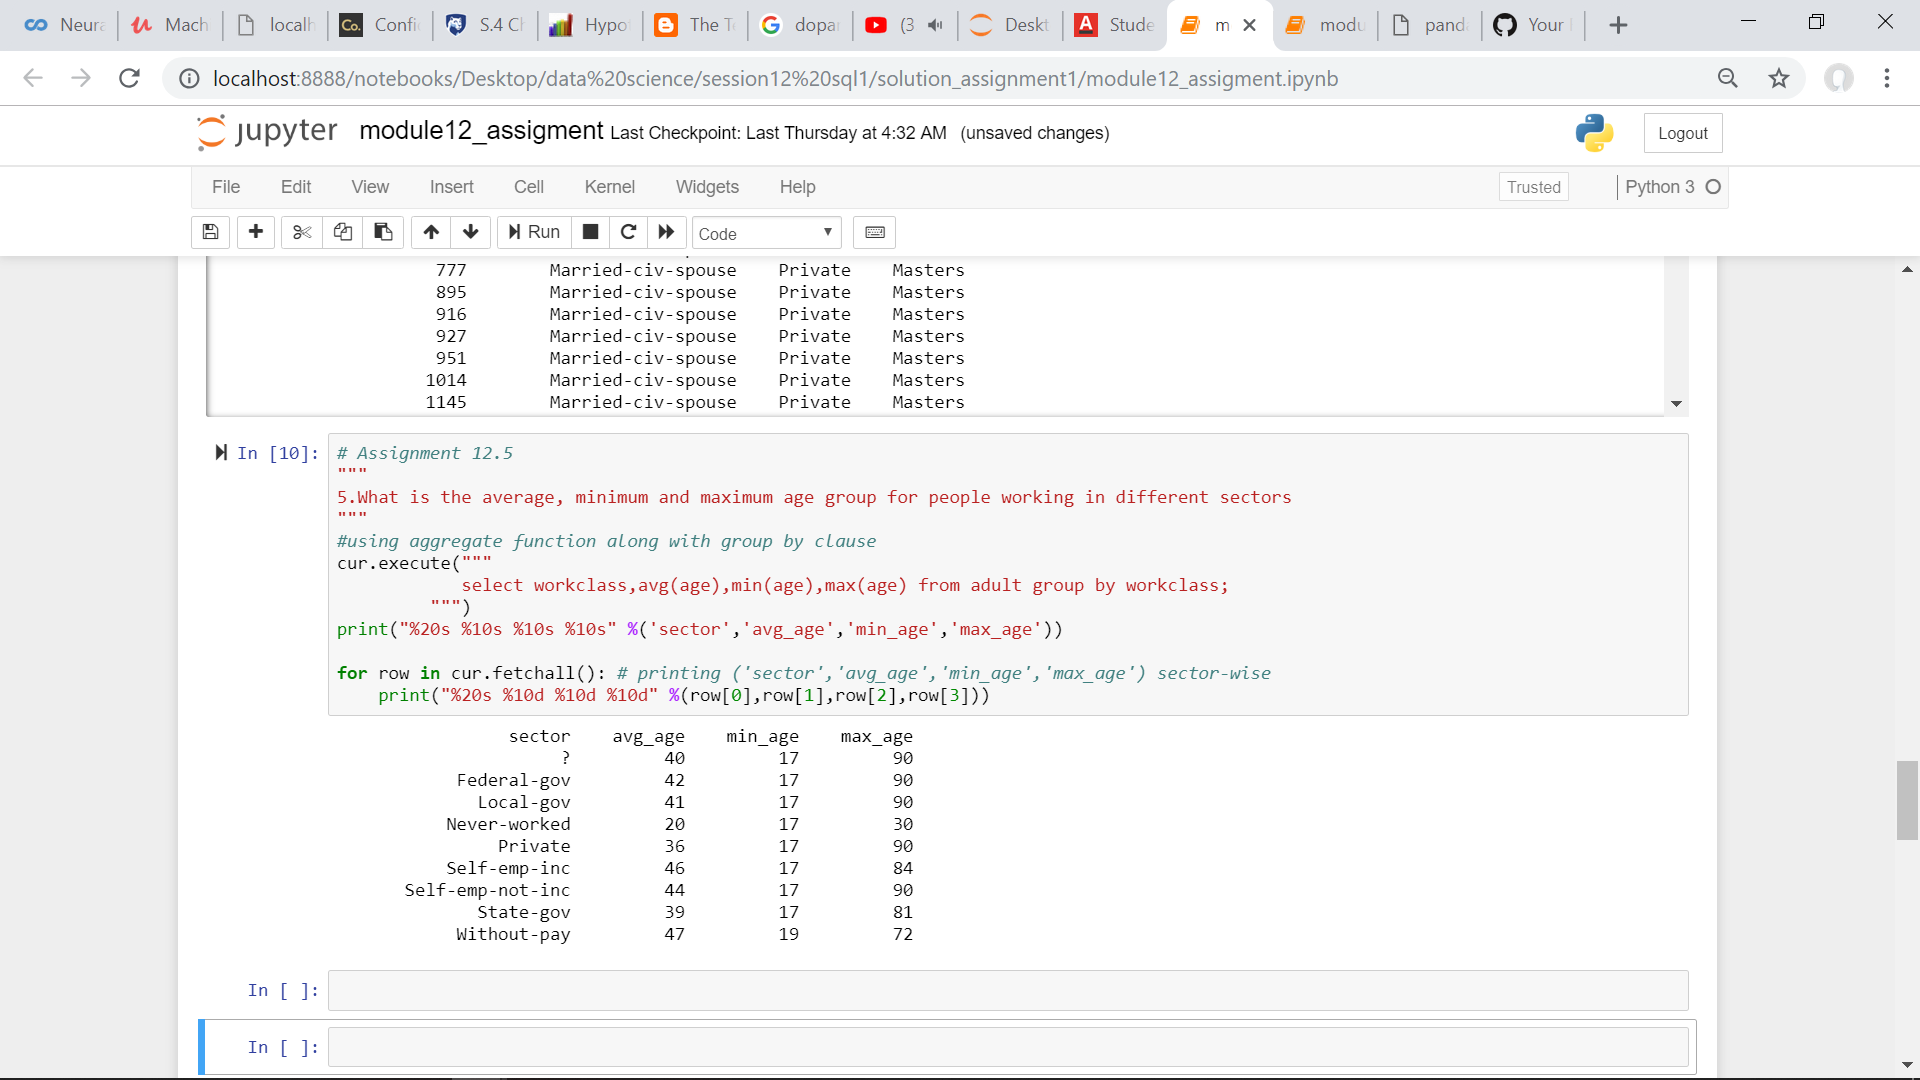 Neura Mach localh Co. Confic S.4 Ch Hypot The T dopar (3 Deskt A Stude m modu panda Your
localhost:8888/notebooks/Desktop/data%20science/session12%20sql1/solution_assignment1/module12_assigment.ipynb
jupyter module12_assigment Last Checkpoint: Last Thursday at 4:32 AM (unsaved changes) Logout
File Edit View Insert Cell Kernel Widgets Help Trusted Python 3
Run Code
777 Married-civ-spouse Private Masters
895 Married-civ-spouse Private Masters
916 Married-civ-spouse Private Masters
927 Married-civ-spouse Private Masters
951 Married-civ-spouse Private Masters
1014 Married-civ-spouse Private Masters
1145 Married-civ-spouse Private Masters
In [10]: # Assignment 12.5
"""
5.What is the average, minimum and maximum age group for people working in different sectors
"""
#using aggregate function along with group by clause
cur.execute("""
select workclass,avg(age),min(age),max(age) from adult group by workclass;
""")
print("%20s %10s %10s %10s" %('sector','avg_age','min_age','max_age'))
for row in cur.fetchall(): # printing ('sector','avg_age','min_age','max_age') sector-wise
print("%20s %10d %10d %10d" %(row[0],row[1],row[2],row[3]))
sector avg_age min_age max_age
? 40 17 90
Federal-gov 42 17 90
Local-gov 41 17 90
Never-worked 20 17 30
Private 36 17 90
Self-emp-inc 46 17 84
Self-emp-not-inc 44 17 90
State-gov 39 17 81
Without-pay 47 19 72
In [ ]:
In [ ]: